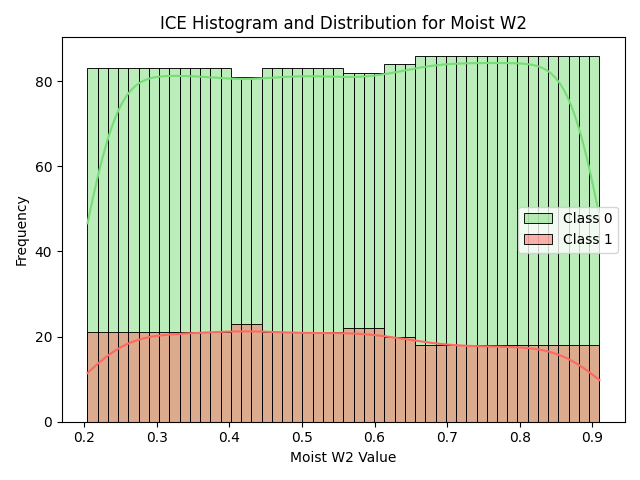 ICE Histogram and Distribution for Moist W2
80
60
40
20
0
Frequency
Class 0
Class 1
0.2 0.3 0.4 0.5 0.6 0.7 0.8 0.9
Moist W2 Value